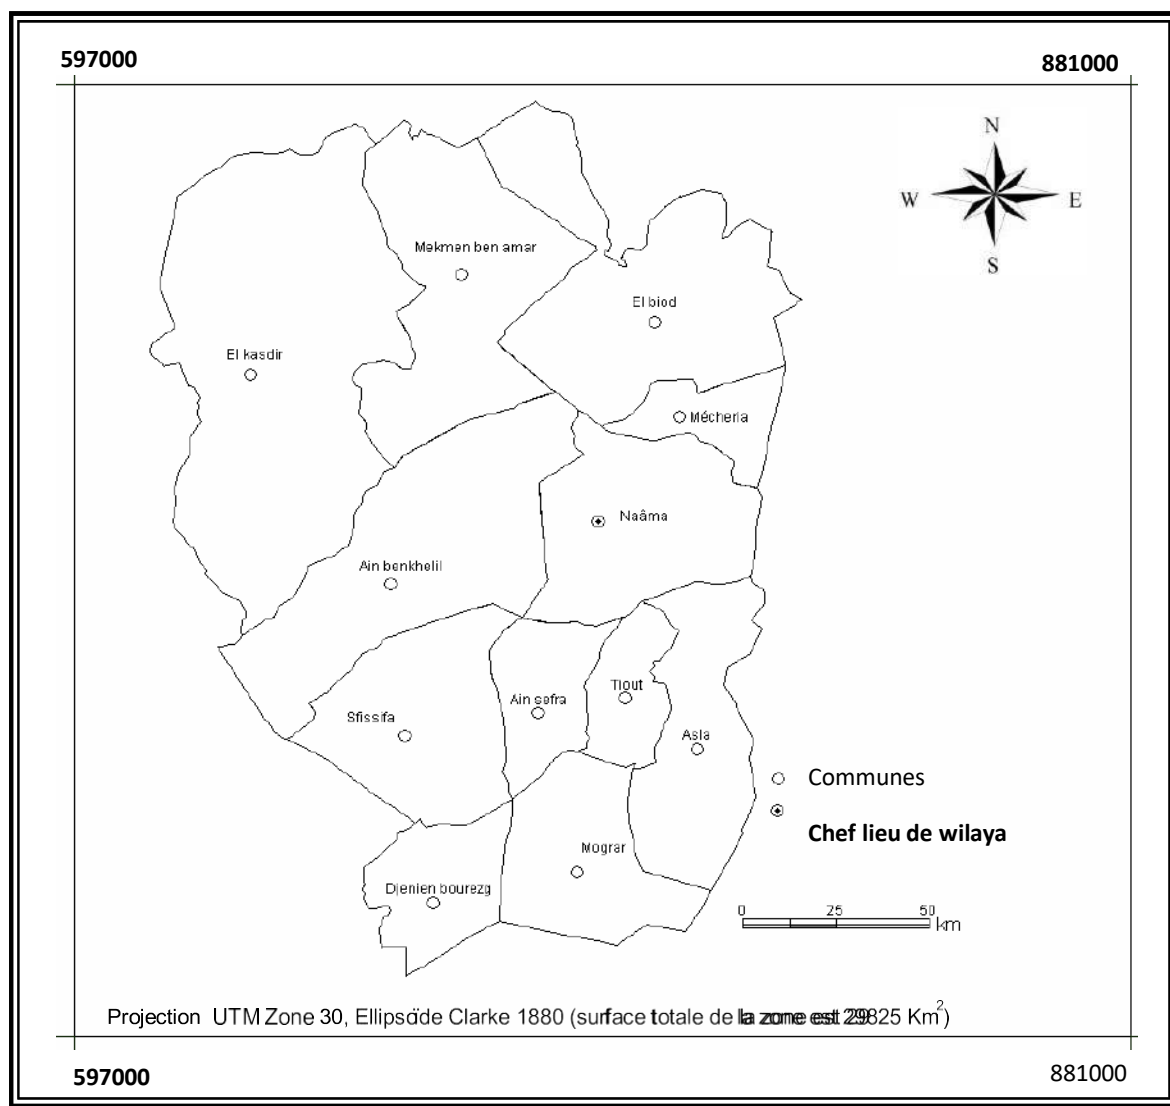 597000
881000
N
W
E
S
Mekmen ben amar
El biod
El kasdir
Mécheria
Naâma
Ain benkhelil
Tiout
Ain sefra
Sfissifa
Asla
Communes
Chef lieu de wilaya
Mograr
Djenien bourezg
0 25 50
km
Projection UTM Zone 30, Ellipsoïde Clarke 1880 (surface totale de la zone est 29825 Km²)
597000
881000